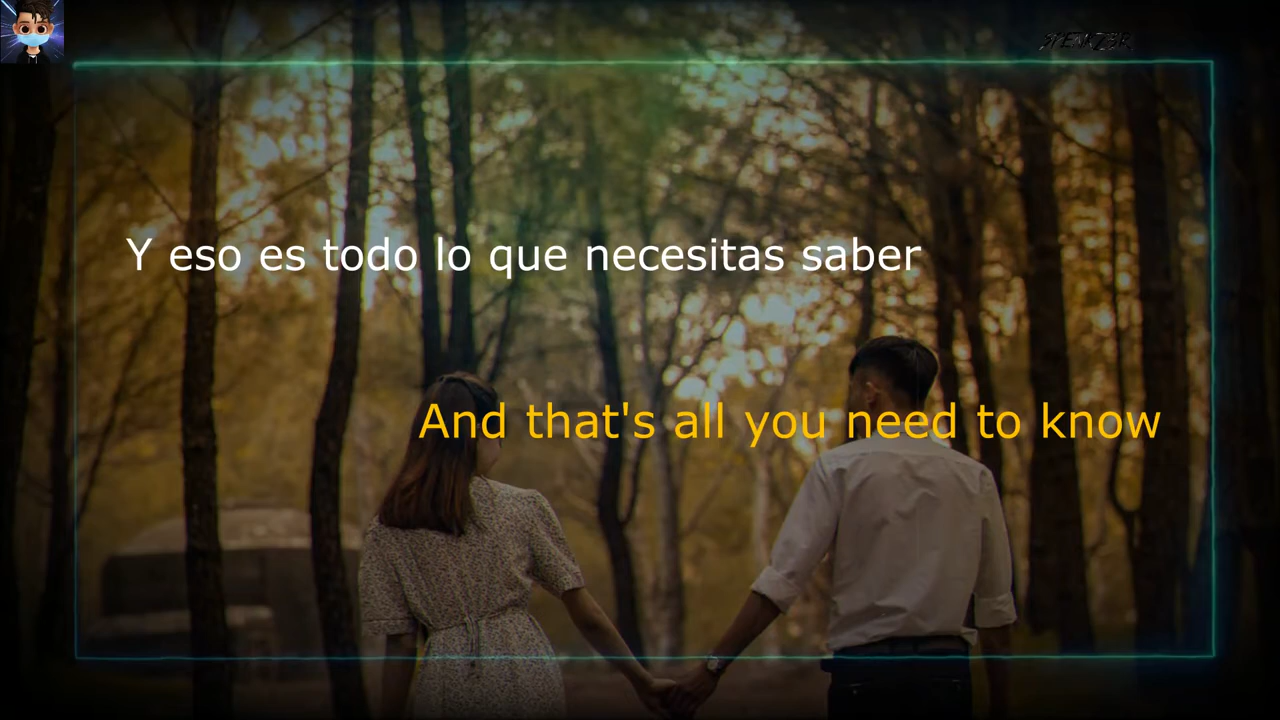 Y eso es todo lo que necesitas saber
And that's all you need to know